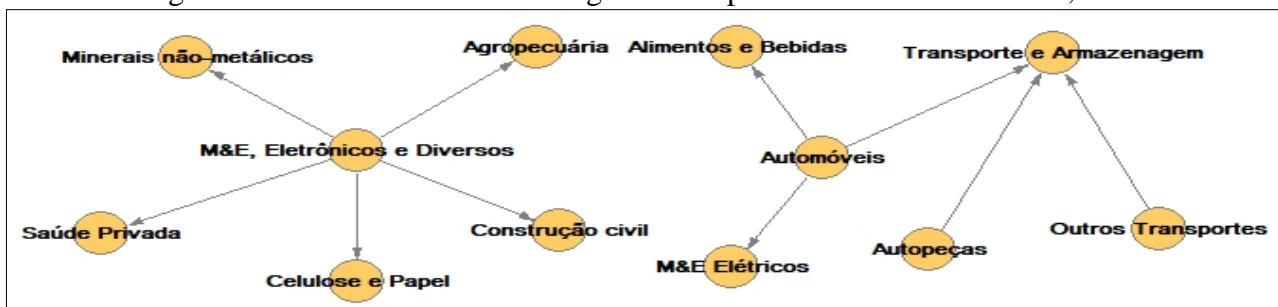 Minerais não-metálicos
Agropecuária
Alimentos e Bebidas
Transporte e Armazenagem
M&E, Eletrônicos e Diversos
Automóveis
Saúde Privada
Construção civil
Celulose e Papel
M&E Elétricos
Autopeças
Outros Transportes